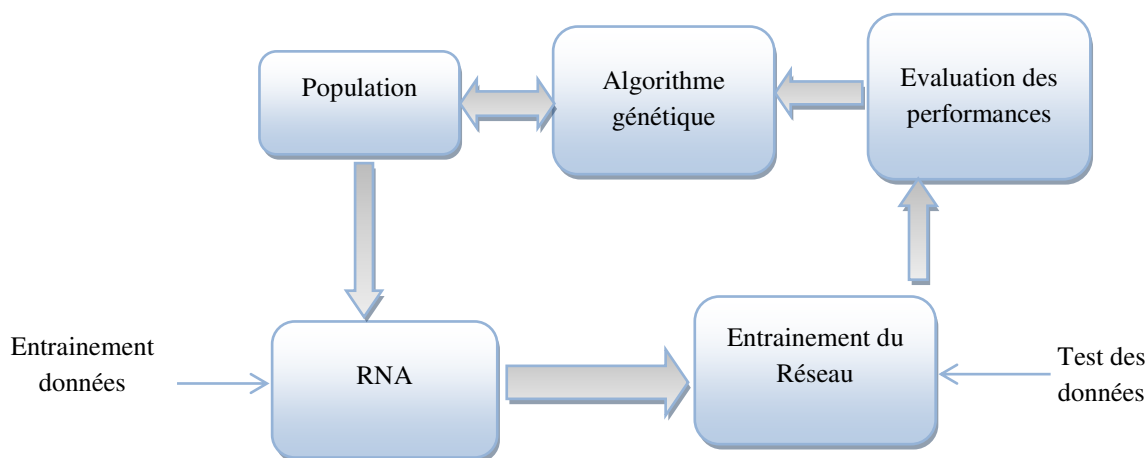 Population
Algorithme
génétique
Evaluation des
performances
Entrainement
données
RNA
Entrainement du
Réseau
Test des
données